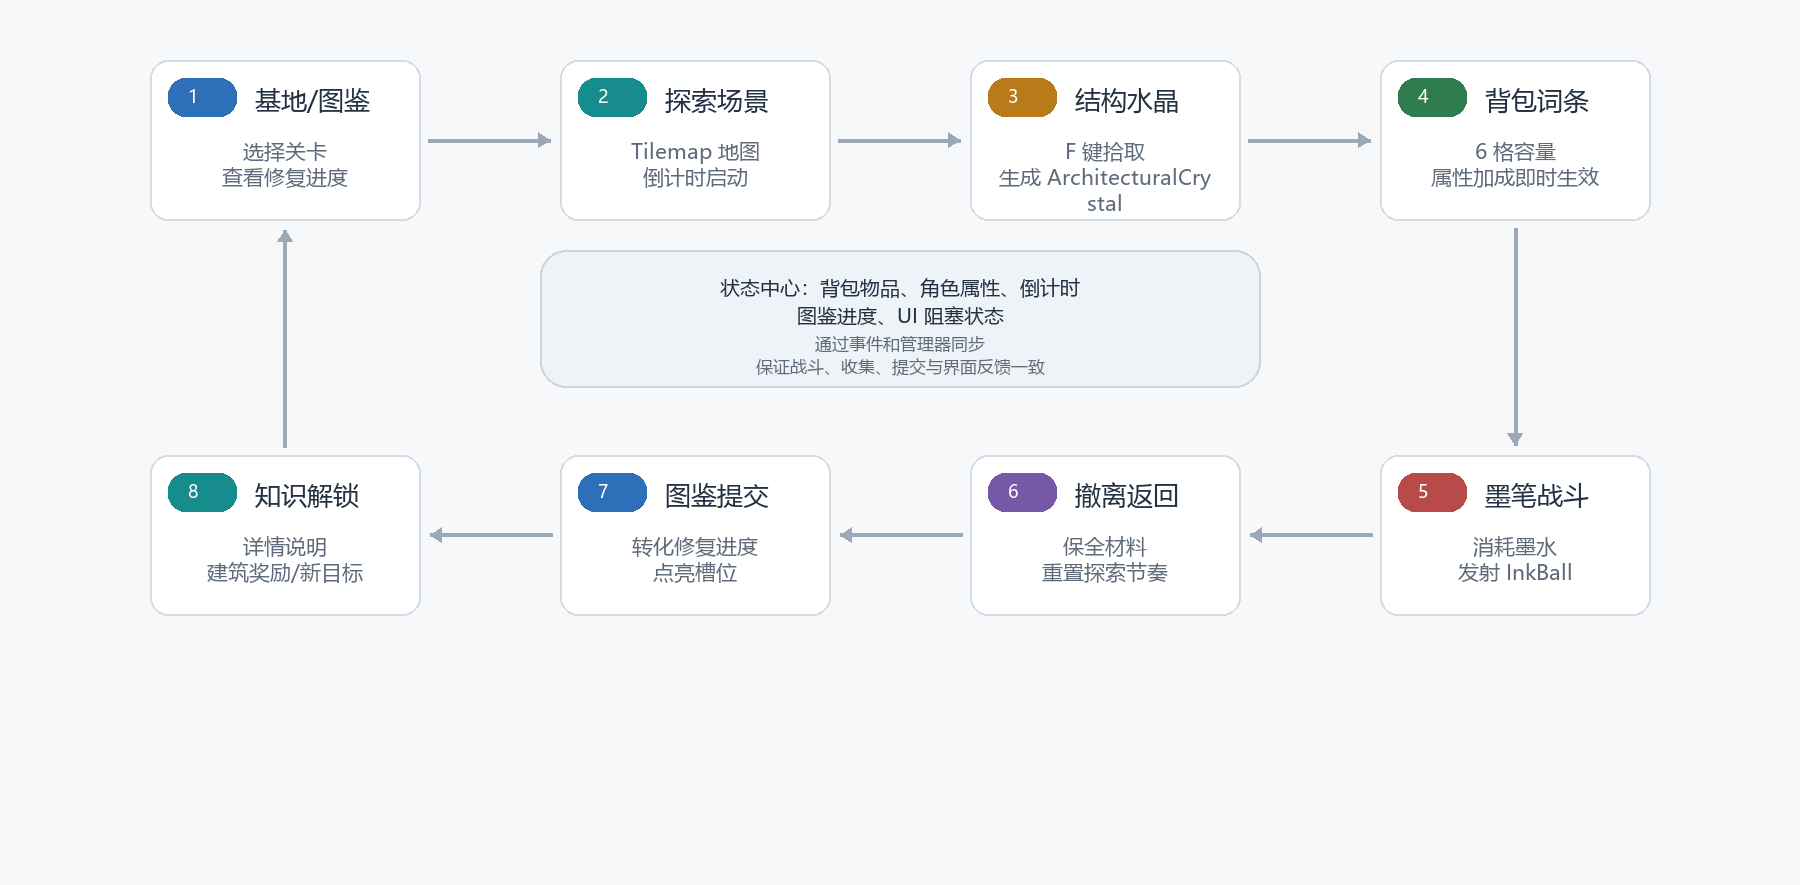 1 基地/图鉴
选择关卡
查看修复进度
2 探索场景
Tilemap 地图
倒计时启动
3 结构水晶
F 键拾取
生成 ArchitecturalCry
stal
4 背包词条
6 格容量
属性加成即时生效
状态中心：背包物品、角色属性、倒计时
图鉴进度、UI 阻塞状态
通过事件和管理器同步
保证战斗、收集、提交与界面反馈一致
5 墨笔战斗
消耗墨水
发射 InkBall
6 撤离返回
保全材料
重置探索节奏
7 图鉴提交
转化修复进度
点亮槽位
8 知识解锁
详情说明
建筑奖励/新目标